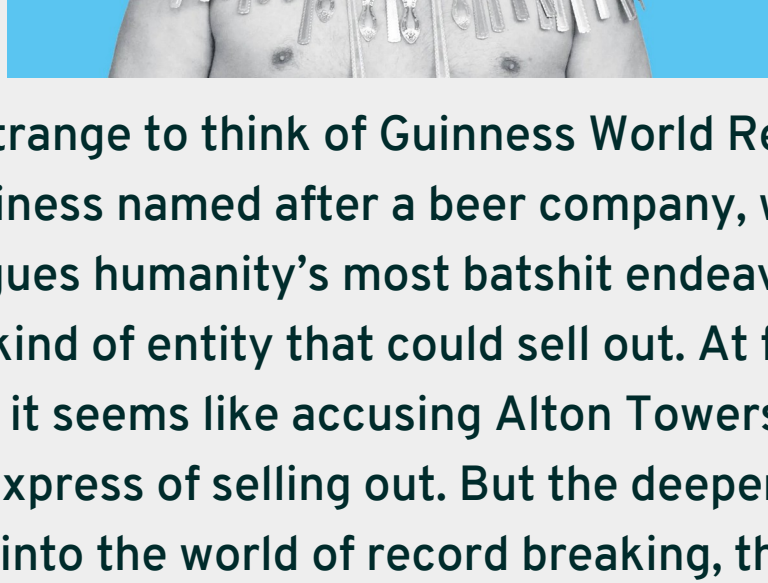 trange to think of Guinness World Re
iness named after a beer company, w
gues humanity’s most batshit endeav
kind of entity that could sell out. At f
it seems like accusing Alton Towers
xpress of selling out. But the deeper
into the world of record breaking, th